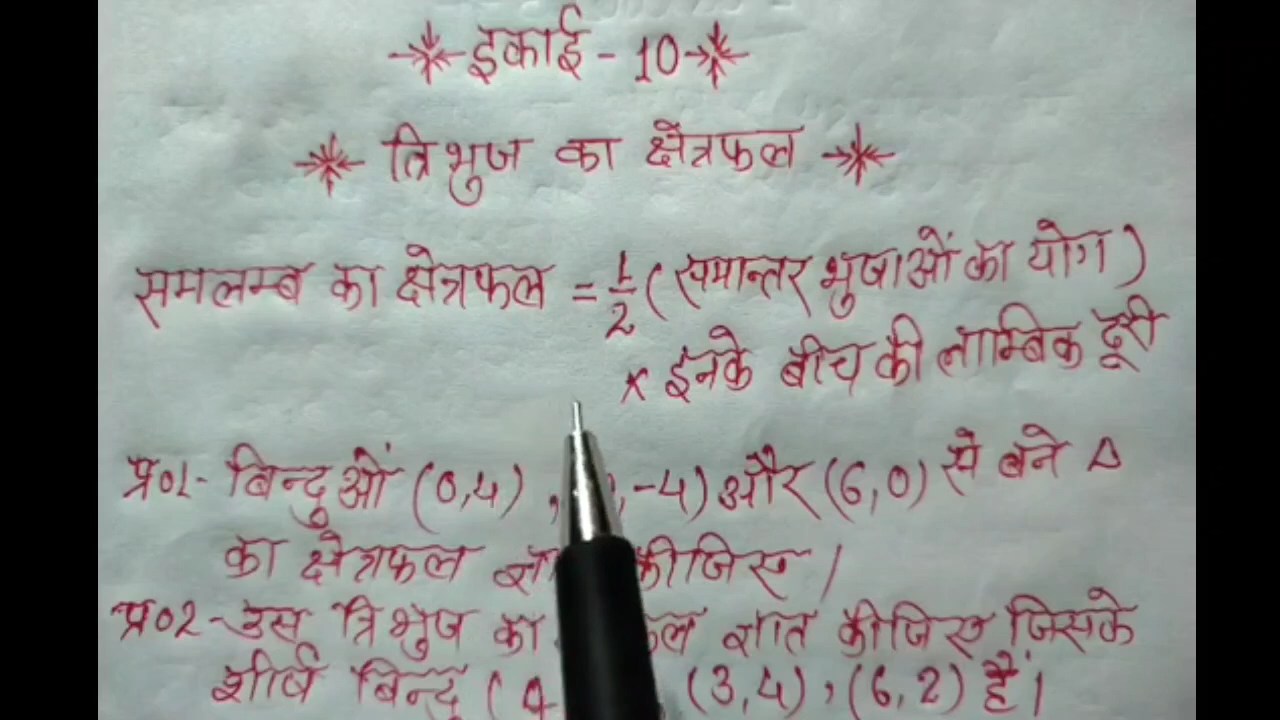 इकाई - 10
त्रिभुज का क्षेत्रफल
समलम्ब का क्षेत्रफल = 1/2 (समान्तर भुजाओं का योग)
× इनके बीच की लाम्बिक दूरी
प्र01- बिन्दुओं (0,4) , -4) और (6,0) से बने Δ
का क्षेत्रफल कीजिए।
प्र02- उस त्रिभुज का ज्ञात कीजिए जिसके
शीर्ष बिन्दु (3,4), (6,2) हैं।